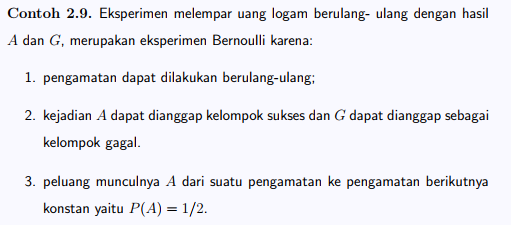 Contoh 2.9. Eksperimen melempar uang logam berulang- ulang dengan hasil
A dan G, merupakan eksperimen Bernoulli karena:
1. pengamatan dapat dilakukan berulang-ulang;
2. kejadian A dapat dianggap kelompok sukses dan G dapat dianggap sebagai
kelompok gagal.
3. peluang munculnya A dari suatu pengamatan ke pengamatan berikutnya
konstan yaitu P(A) = 1/2.